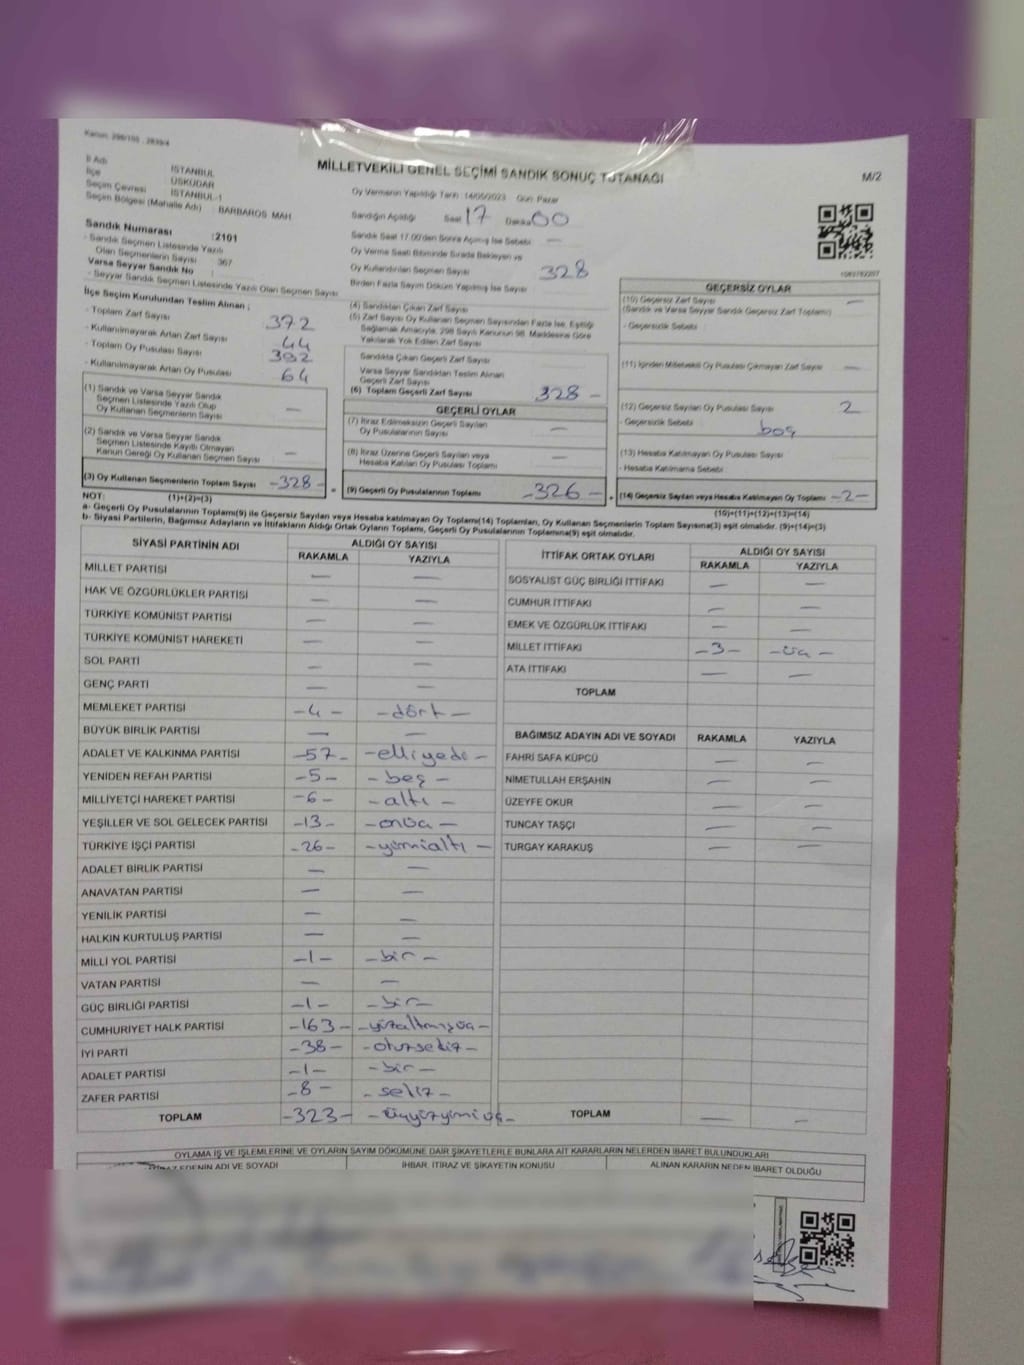 Kanun: 298/105 , 2839/4
MİLLETVEKİLİ GENEL SEÇİMİ SANDIK SONUÇ TUTANAĞI
M/2
İl Adı İSTANBUL
İlçe ÜSKÜDAR
Seçim Çevresi İSTANBUL-1
Seçim Bölgesi (Mahalle Adı) : BARBAROS MAH
Sandık Numarası :2101
- Sandık Seçmen Listesinde Yazılı
Olan Seçmenlerin Sayısı : 367
Varsa Seyyar Sandık No
- Seyyar Sandık Seçmen Listesinde Yazılı Olan Seçmen Sayısı
Oy Vermenin Yapıldığı Tarih: 14/05/2023 Gün: Pazar
Sandığın Açıldığı Saat 17 Dakika 00
Sandık Saat 17.00'den Sonra Açılmış İse Sebebi —
Oy Verme Saati Bitiminde Sırada Bekleyen ve
Oy Kullandırılan Seçmen Sayısı 328
Birden Fazla Sayım Döküm Yapılmış İse Sayısı
İlçe Seçim Kurulundan Teslim Alınan ;
- Toplam Zarf Sayısı 372
- Kullanılmayarak Artan Zarf Sayısı 44
- Toplam Oy Pusulası Sayısı 392
- Kullanılmayarak Artan Oy Pusulası 64
(1) Sandık ve Varsa Seyyar Sandık
Seçmen Listesinde Yazılı Olup
Oy Kullanan Seçmenlerin Sayısı —
(2) Sandık ve Varsa Seyyar Sandık
Seçmen Listesinde Kayıtlı Olmayan
Kanun Gereği Oy Kullanan Seçmen Sayısı —
(3) Oy Kullanan Seçmenlerin Toplam Sayısı -328-
(4) Sandıktan Çıkan Zarf Sayısı
(5) Zarf Sayısı Oy Kullanan Seçmen Sayısından Fazla İse, Eşitliği
Sağlamak Amacıyla, 298 Sayılı Kanunun 98. Maddesine Göre
Yakılarak Yok Edilen Zarf Sayısı
Sandıkta Çıkan Geçerli Zarf Sayısı
Varsa Seyyar Sandıktan Teslim Alınan
Geçerli Zarf Sayısı
(6) Toplam Geçerli Zarf Sayısı 328 -
GEÇERLİ OYLAR
(7) İtiraz Edilmeksizin Geçerli Sayılan
Oy Pusulalarının Sayısı —
(8) İtiraz Üzerine Geçerli Sayılan veya
Hesaba Katılan Oy Pusulası Toplamı —
(9) Geçerli Oy Pusulalarının Toplamı -326-
GEÇERSİZ OYLAR
(10) Geçersiz Zarf Sayısı —
(Sandık ve Varsa Seyyar Sandık Geçersiz Zarf Toplamı)
- Geçersizlik Sebebi
(11) İçinden Milletvekili Oy Pusulası Çıkmayan Zarf Sayısı —
(12) Geçersiz Sayılan Oy Pusulası Sayısı 2
- Geçersizlik Sebebi boş
(13) Hesaba Katılmayan Oy Pusulası Sayısı —
- Hesaba Katılmama Sebebi
(14) Geçersiz Sayılan veya Hesaba Katılmayan Oy Toplamı -2-
NOT: (1)+(2)=(3)
(10)+(11)+(12)+(13)=(14)
a- Geçerli Oy Pusulalarının Toplamı(9) ile Geçersiz Sayılan veya Hesaba katılmayan Oy Toplamı(14) Toplamları, Oy Kullanan Seçmenlerin Toplam Sayısına(3) eşit olmalıdır. (9)+(14)=(3)
b- Siyasi Partilerin, Bağımsız Adayların ve İttifakların Aldığı Ortak Oyların Toplamı, Geçerli Oy Pusulalarının Toplamına(9) eşit olmalıdır.
SİYASİ PARTİNİN ADI ALDIĞI OY SAYISI
RAKAMLA YAZIYLA
MİLLET PARTİSİ — —
HAK VE ÖZGÜRLÜKLER PARTİSİ — —
TÜRKİYE KOMÜNİST PARTİSİ — —
TÜRKİYE KOMÜNİST HAREKETİ — —
SOL PARTİ — —
GENÇ PARTİ — —
MEMLEKET PARTİSİ -4- -dört-
BÜYÜK BİRLİK PARTİSİ — —
ADALET VE KALKINMA PARTİSİ -57- -elliyedi-
YENİDEN REFAH PARTİSİ -5- -beş-
MİLLİYETÇİ HAREKET PARTİSİ -6- -altı-
YEŞİLLER VE SOL GELECEK PARTİSİ -13- -onüç-
TÜRKİYE İŞÇİ PARTİSİ -26- -yirmialtı-
ADALET BİRLİK PARTİSİ — —
ANAVATAN PARTİSİ — —
YENİLİK PARTİSİ — —
HALKIN KURTULUŞ PARTİSİ — —
MİLLİ YOL PARTİSİ -1- -bir-
VATAN PARTİSİ — —
GÜÇ BİRLİĞİ PARTİSİ -1- -bir-
CUMHURİYET HALK PARTİSİ -163- -yüzaltmışüç-
İYİ PARTİ -38- -otuzsekiz-
ADALET PARTİSİ -1- -bir-
ZAFER PARTİSİ -8- -sekiz-
TOPLAM -323- -üçyüzyirmiüç-
İTTİFAK ORTAK OYLARI ALDIĞI OY SAYISI
RAKAMLA YAZIYLA
SOSYALİST GÜÇ BİRLİĞİ İTTİFAKI — —
CUMHUR İTTİFAKI — —
EMEK VE ÖZGÜRLÜK İTTİFAKI — —
MİLLET İTTİFAKI -3- -üç-
ATA İTTİFAKI — —
TOPLAM
BAĞIMSIZ ADAYIN ADI VE SOYADI RAKAMLA YAZIYLA
FAHRİ SAFA KÜPCÜ — —
NİMETULLAH ERŞAHİN — —
ÜZEYFE OKUR — —
TUNCAY TAŞÇI — —
TURGAY KARAKUŞ — —
TOPLAM — —
OYLAMA İŞ VE İŞLEMLERİNE VE OYLARIN SAYIM DÖKÜMÜNE DAİR ŞİKAYETLERLE BUNLARA AİT KARARLARIN NELERDEN İBARET BULUNDUKLARI
EDENİN ADI VE SOYADI İHBAR, İTİRAZ VE ŞİKAYETİN KONUSU ALINAN KARARIN NEDEN İBARET OLDUĞU